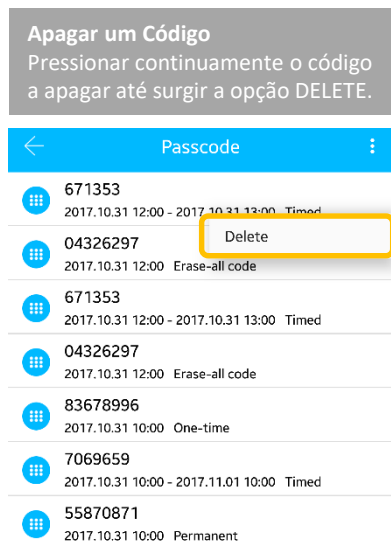 Apagar um Código
Pressionar continuamente o código
a apagar até surgir a opção DELETE.
Passcode
671353
2017.10.31 12:00 - 2017.10.31 13:00 Timed
Delete
04326297
2017.10.31 12:00 Erase-all code
671353
2017.10.31 12:00 - 2017.10.31 13:00 Timed
04326297
2017.10.31 12:00 Erase-all code
83678996
2017.10.31 10:00 One-time
7069659
2017.10.31 10:00 - 2017.11.01 10:00 Timed
55870871
2017.10.31 10:00 Permanent